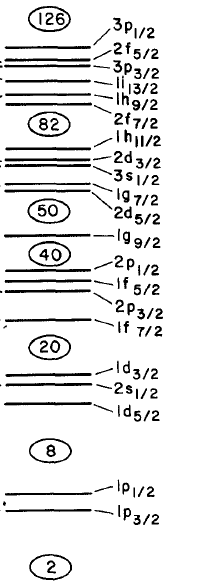 126
3p1/2
2f5/2
3p3/2
1i13/2
1h9/2
2f7/2
82
1h11/2
2d3/2
3s1/2
1g7/2
2d5/2
50
1g9/2
40
2p1/2
1f5/2
2p3/2
1f7/2
20
1d3/2
2s1/2
1d5/2
8
1p1/2
1p3/2
2